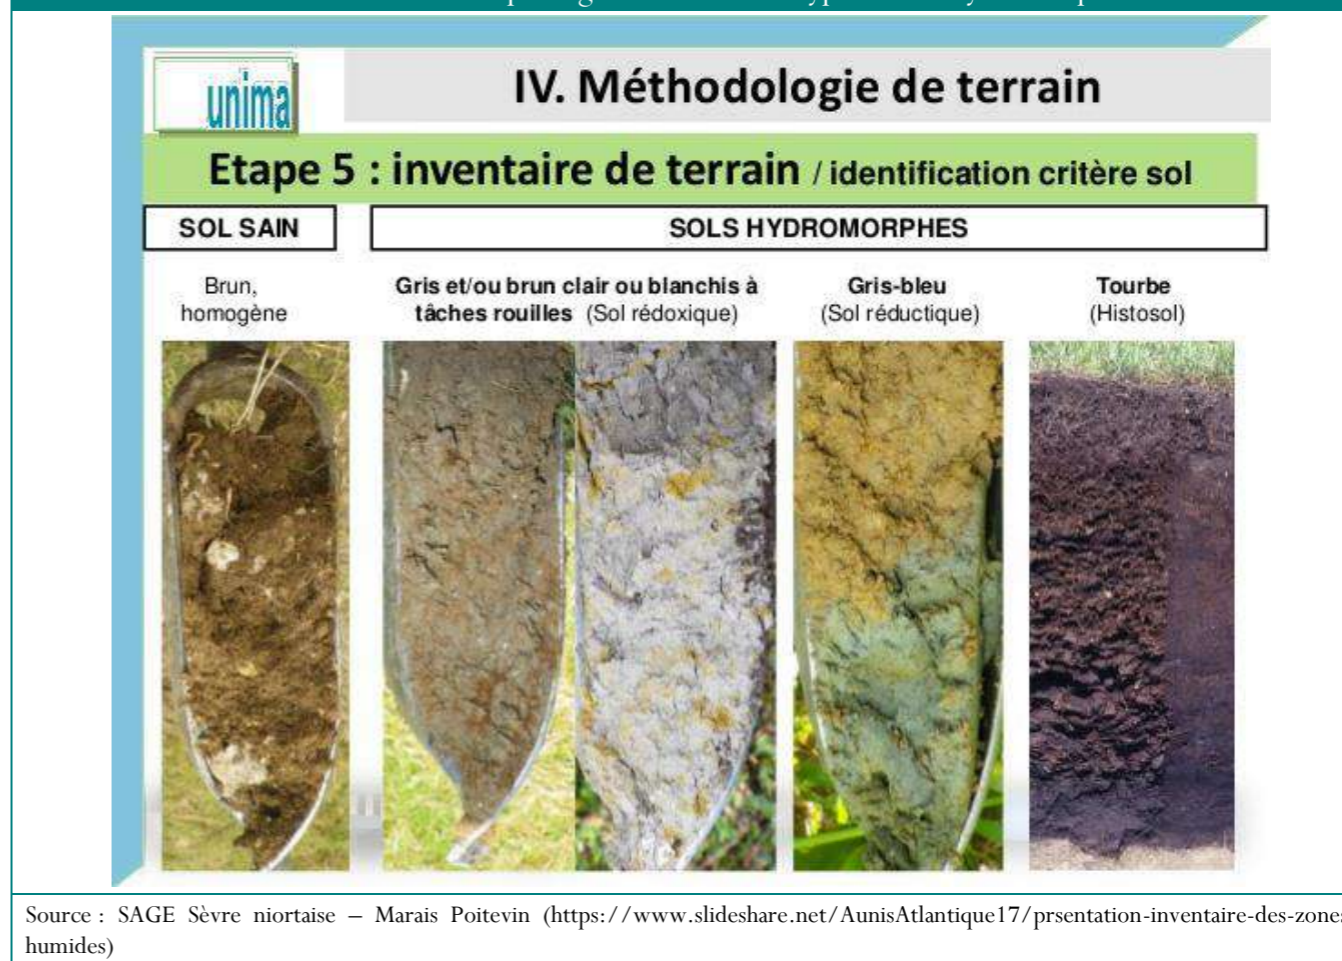 unima
IV. Méthodologie de terrain
Etape 5 : inventaire de terrain / identification critère sol
SOL SAIN
SOLS HYDROMORPHES
Brun,
homogène
Gris et/ou brun clair ou blanchis à
tâches rouilles (Sol rédoxique)
Gris-bleu
(Sol réductique)
Tourbe
(Histosol)
Source : SAGE Sèvre niortaise – Marais Poitevin (https://www.slideshare.net/AunisAtlantique17/prsentation-inventaire-des-zones
humides)